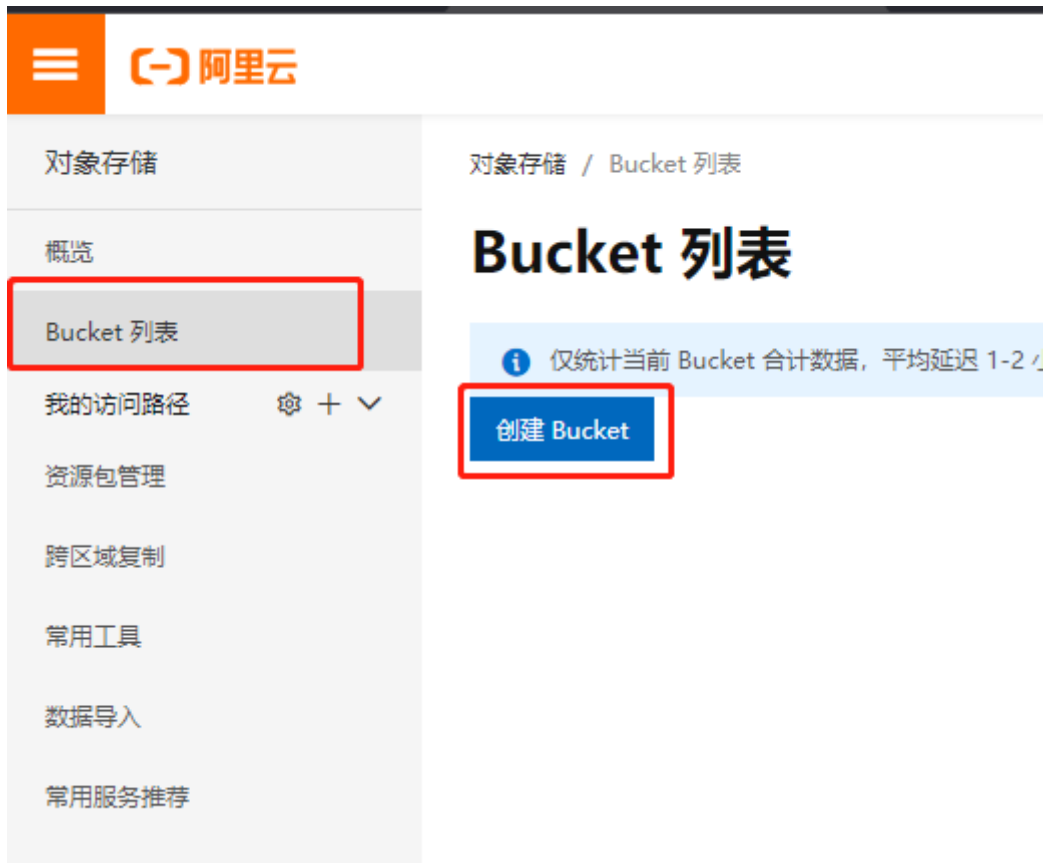 阿里云
对象存储
概览
Bucket 列表
我的访问路径
资源包管理
跨区域复制
常用工具
数据导入
常用服务推荐
对象存储 / Bucket 列表
Bucket 列表
仅统计当前 Bucket 合计数据，平均延迟 1-2
创建 Bucket